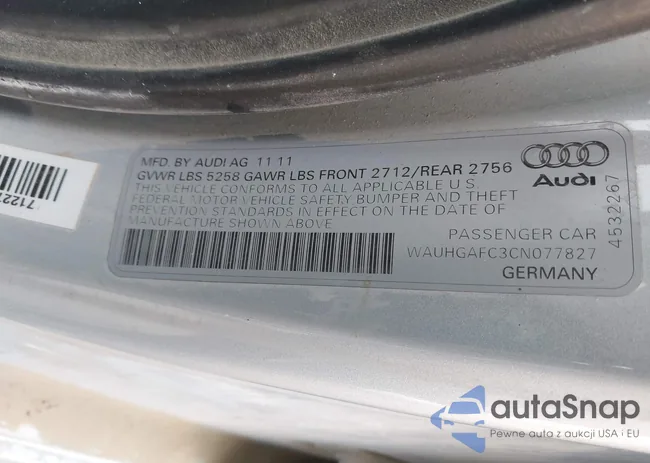 MFD. BY AUDI AG 11 11
GVWR LBS 5258 GAWR LBS FRONT 2712/REAR 2756
THIS VEHICLE CONFORMS TO ALL APPLICABLE U S
FEDERAL MOTOR VEHICLE SAFETY BUMPER AND THEFT
PREVENTION STANDARDS IN EFFECT ON THE DATE OF
MANUFACTURE SHOWN ABOVE
Audi
PASSENGER CAR
WAUHGAFC3CN077827
GERMANY
4532267
autoSnap
Pewne auta z aukcji USA i EU